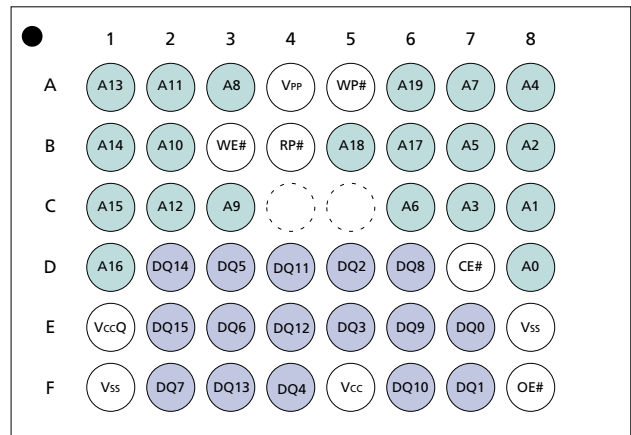 1 2 3 4 5 6 7 8
A A13 A11 A8 VPP WP# A19 A7 A4
B A14 A10 WE# RP# A18 A17 A5 A2
C A15 A12 A9 A6 A3 A1
D A16 DQ14 DQ5 DQ11 DQ2 DQ8 CE# A0
E VccQ DQ15 DQ6 DQ12 DQ3 DQ9 DQ0 Vss
F Vss DQ7 DQ13 DQ4 Vcc DQ10 DQ1 OE#